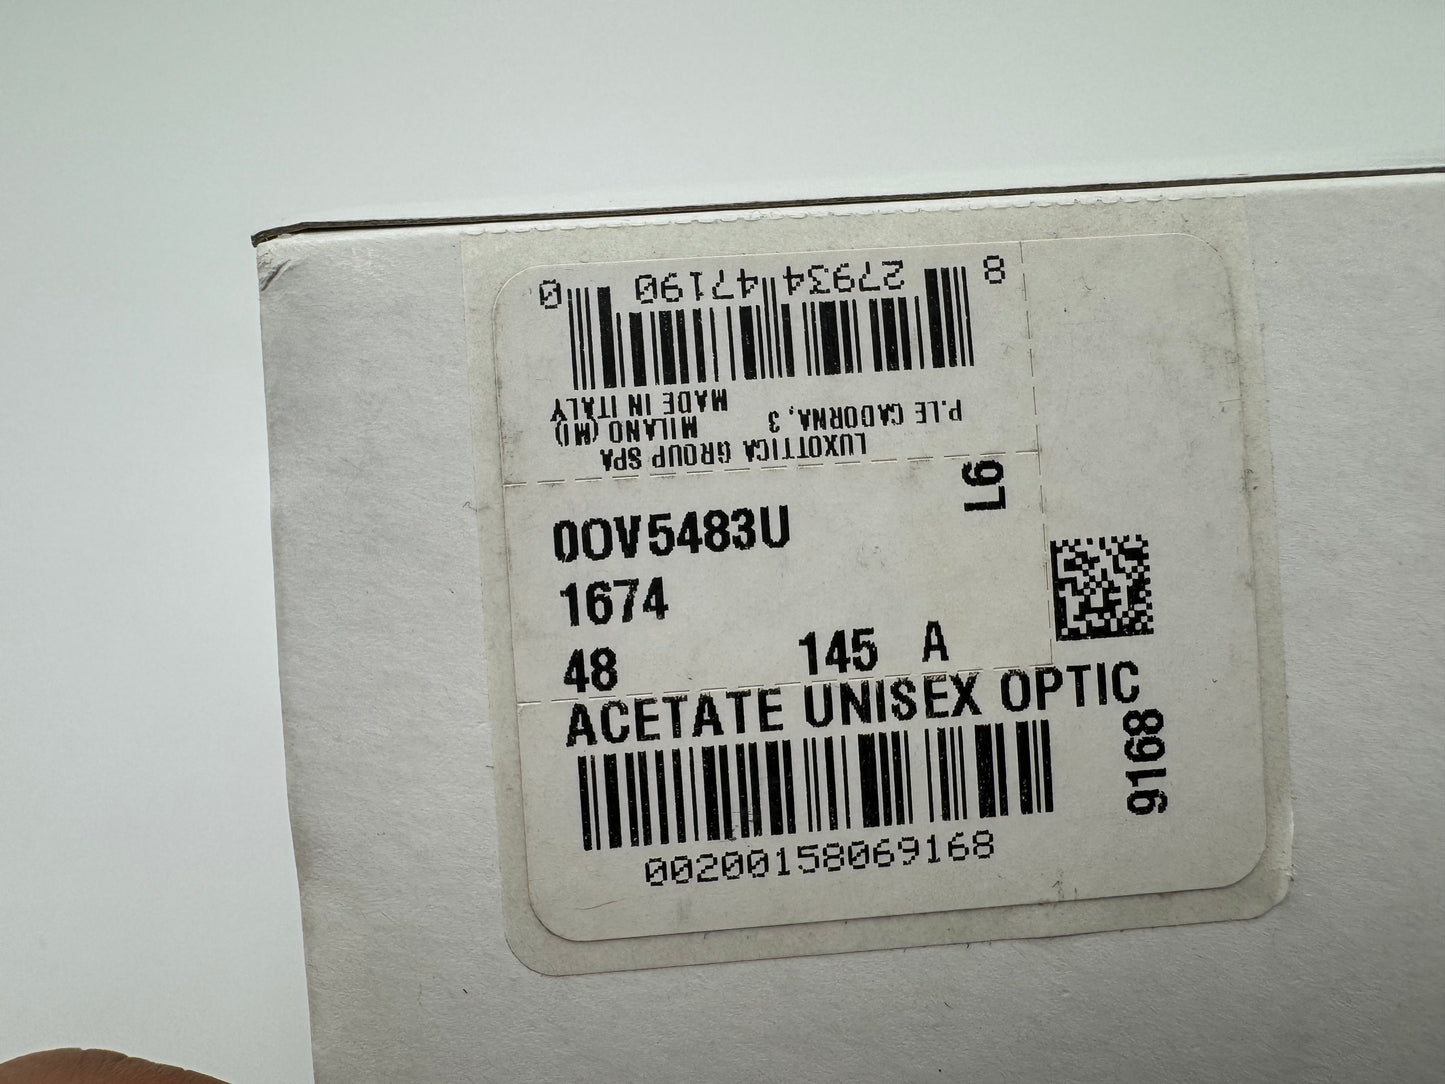 8 27934 47190 0
LUXOTTICA GROUP SPA
P.LE CADORNA, 3 MILANO (MI)
MADE IN ITALY
L6
0OV5483U
1674
48 145 A
ACETATE UNISEX OPTIC
9168
00200158069168